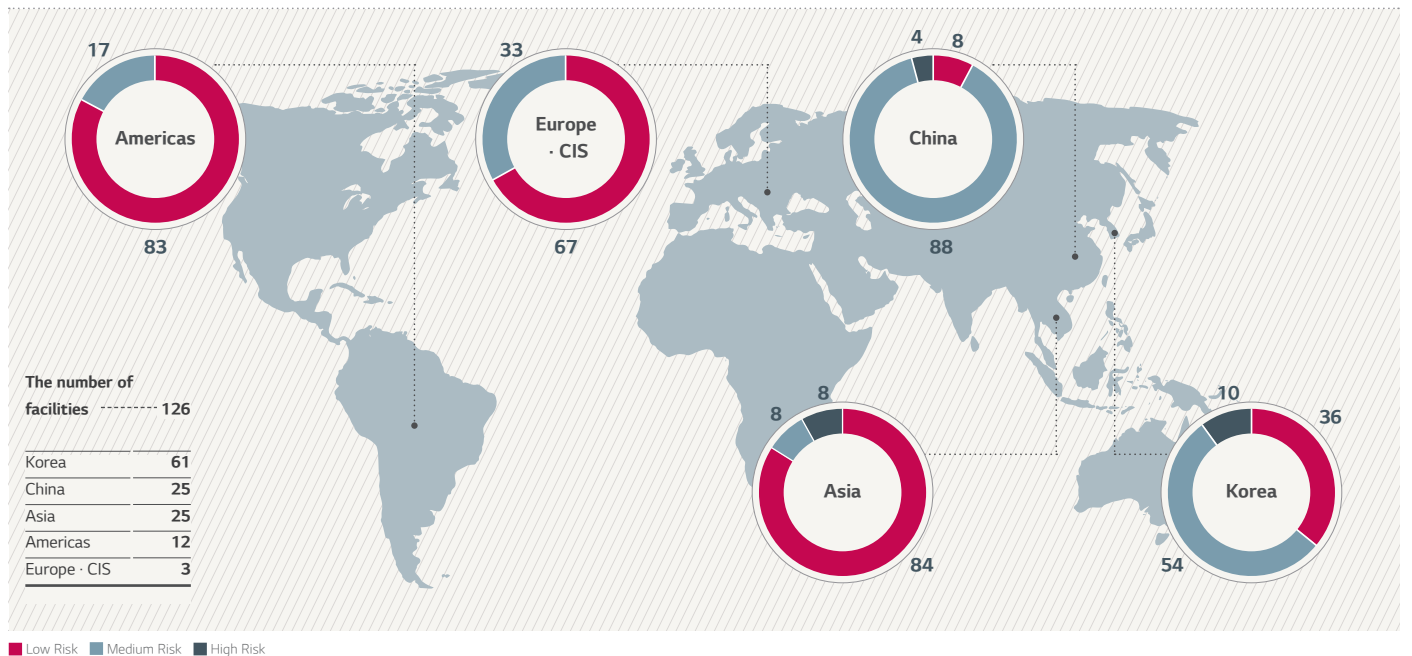 17
Americas
83
33
Europe
· CIS
67
4
8
China
88
The number of
facilities 126
Korea 61
China 25
Asia 25
Americas 12
Europe · CIS 3
8
8
Asia
84
10
36
Korea
54
Low Risk Medium Risk High Risk